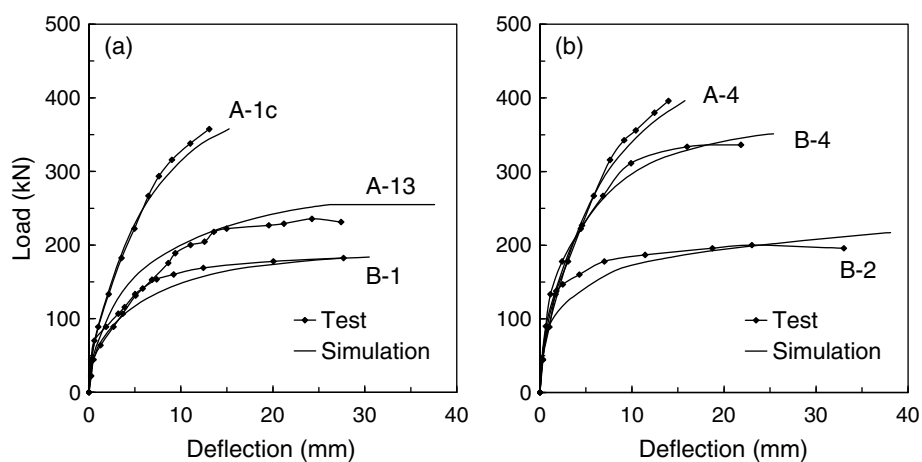 (a)
500
400
300
200
100
0
Load (kN)
A-1c
A-13
B-1
Test
Simulation
0 10 20 30 40
Deflection (mm)
(b)
500
400
300
200
100
0
A-4
B-4
B-2
Test
Simulation
0 10 20 30 40
Deflection (mm)